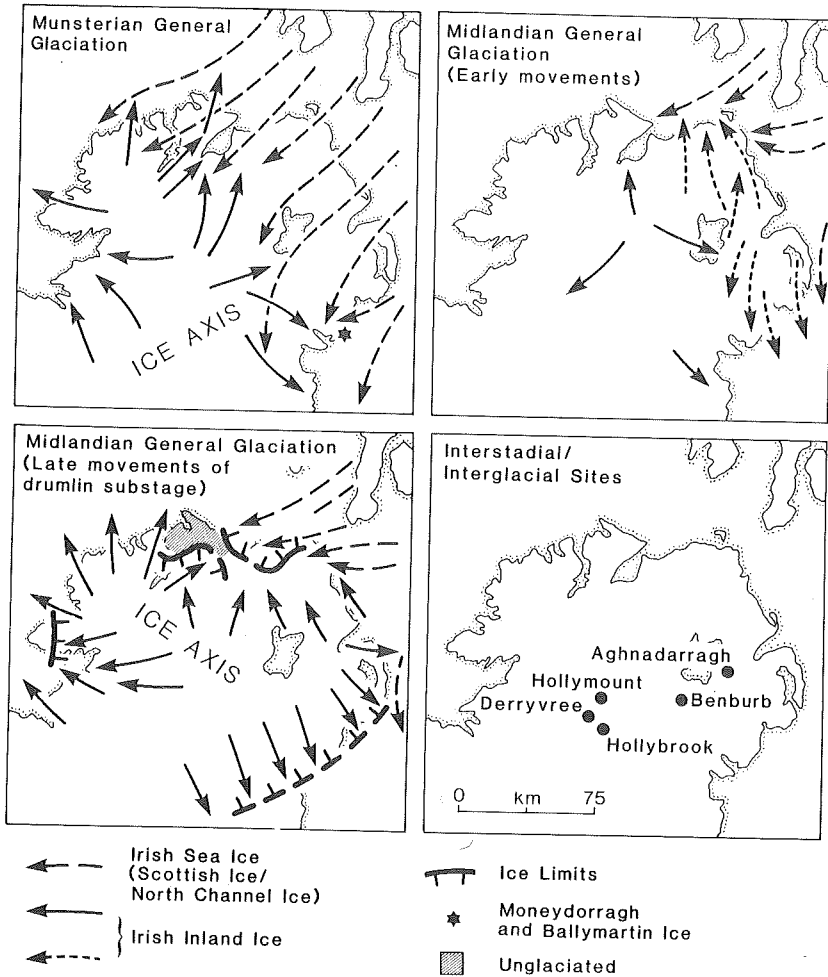 Munsterian General
Glaciation
ICE AXIS
Midlandian General
Glaciation
(Early movements)
Midlandian General Glaciation
(Late movements of
drumlin substage)
ICE AXIS
Interstadial/
Interglacial Sites
Aghnadarragh
Hollymount
Derryvree
Benburb
Hollybrook
0 km 75
Irish Sea Ice
(Scottish Ice/
North Channel Ice)
Irish Inland Ice
Ice Limits
Moneydorragh
and Ballymartin Ice
Unglaciated